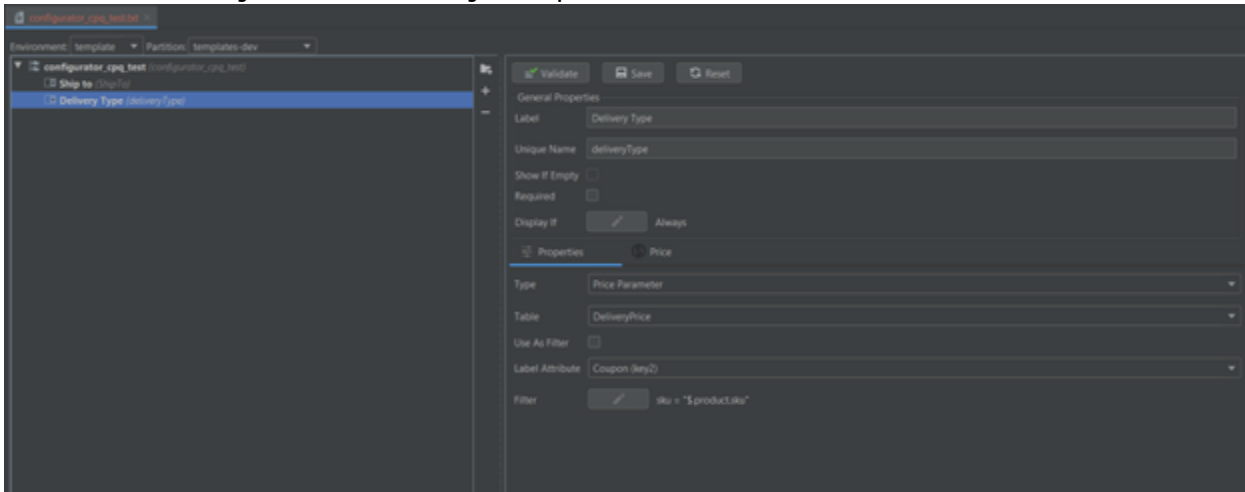 configurator_cpq_test.txt ×
Environment: template Partition: templates-dev
configurator_cpq_test (configurator_cpq_test)
Ship to (ShipTo)
Delivery Type (deliveryType)
Validate Save Reset
General Properties
Label Delivery Type
Unique Name deliveryType
Show If Empty
Required
Display If Always
Properties Price
Type Price Parameter
Table DeliveryPrice
Use As Filter
Label Attribute Coupon (key2)
Filter sku = "$.product.sku"